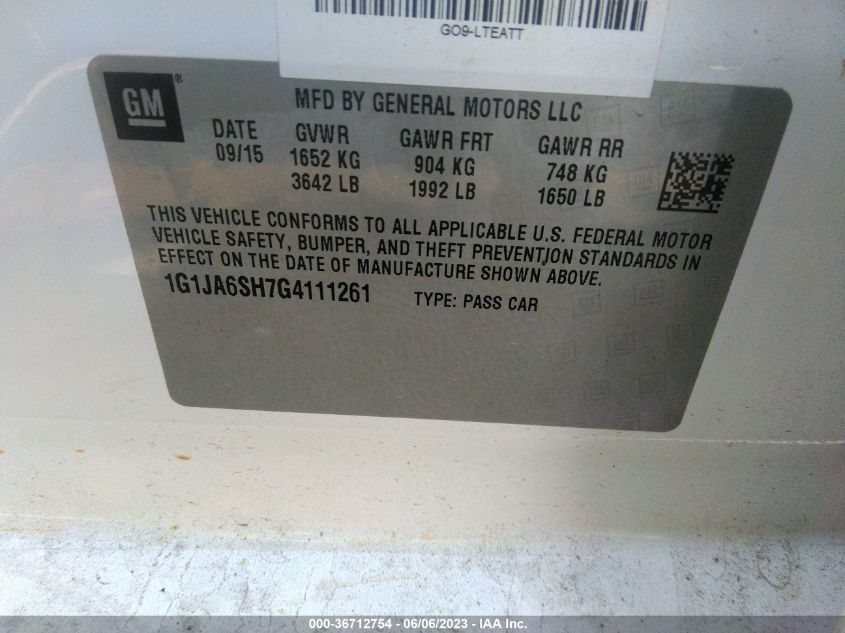 GO9-LTEATT
GM®
MFD BY GENERAL MOTORS LLC
DATE GVWR GAWR FRT GAWR RR
09/15 1652 KG 904 KG 748 KG
3642 LB 1992 LB 1650 LB
THIS VEHICLE CONFORMS TO ALL APPLICABLE U.S. FEDERAL MOTOR
VEHICLE SAFETY, BUMPER, AND THEFT PREVENTION STANDARDS IN
EFFECT ON THE DATE OF MANUFACTURE SHOWN ABOVE.
1G1JA6SH7G4111261 TYPE: PASS CAR
000-36712754 - 06/06/2023 - © IAA Inc.